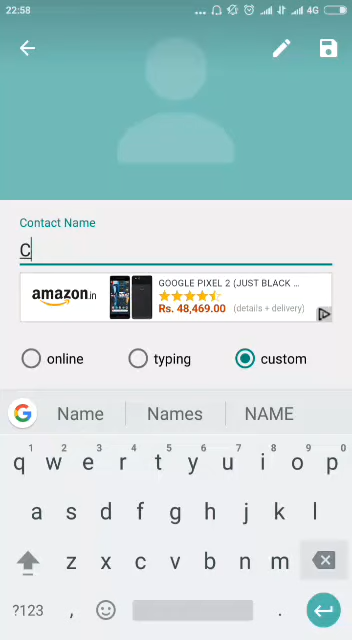 22:58
4G
Contact Name
C
amazon.in
GOOGLE PIXEL 2 (JUST BLACK ...
Rs. 48,469.00 (details + delivery)
online typing custom
G Name Names NAME
1 2 3 4 5 6 7 8 9 0
q w e r t y u i o p
a s d f g h j k l
z x c v b n m
?123 , .